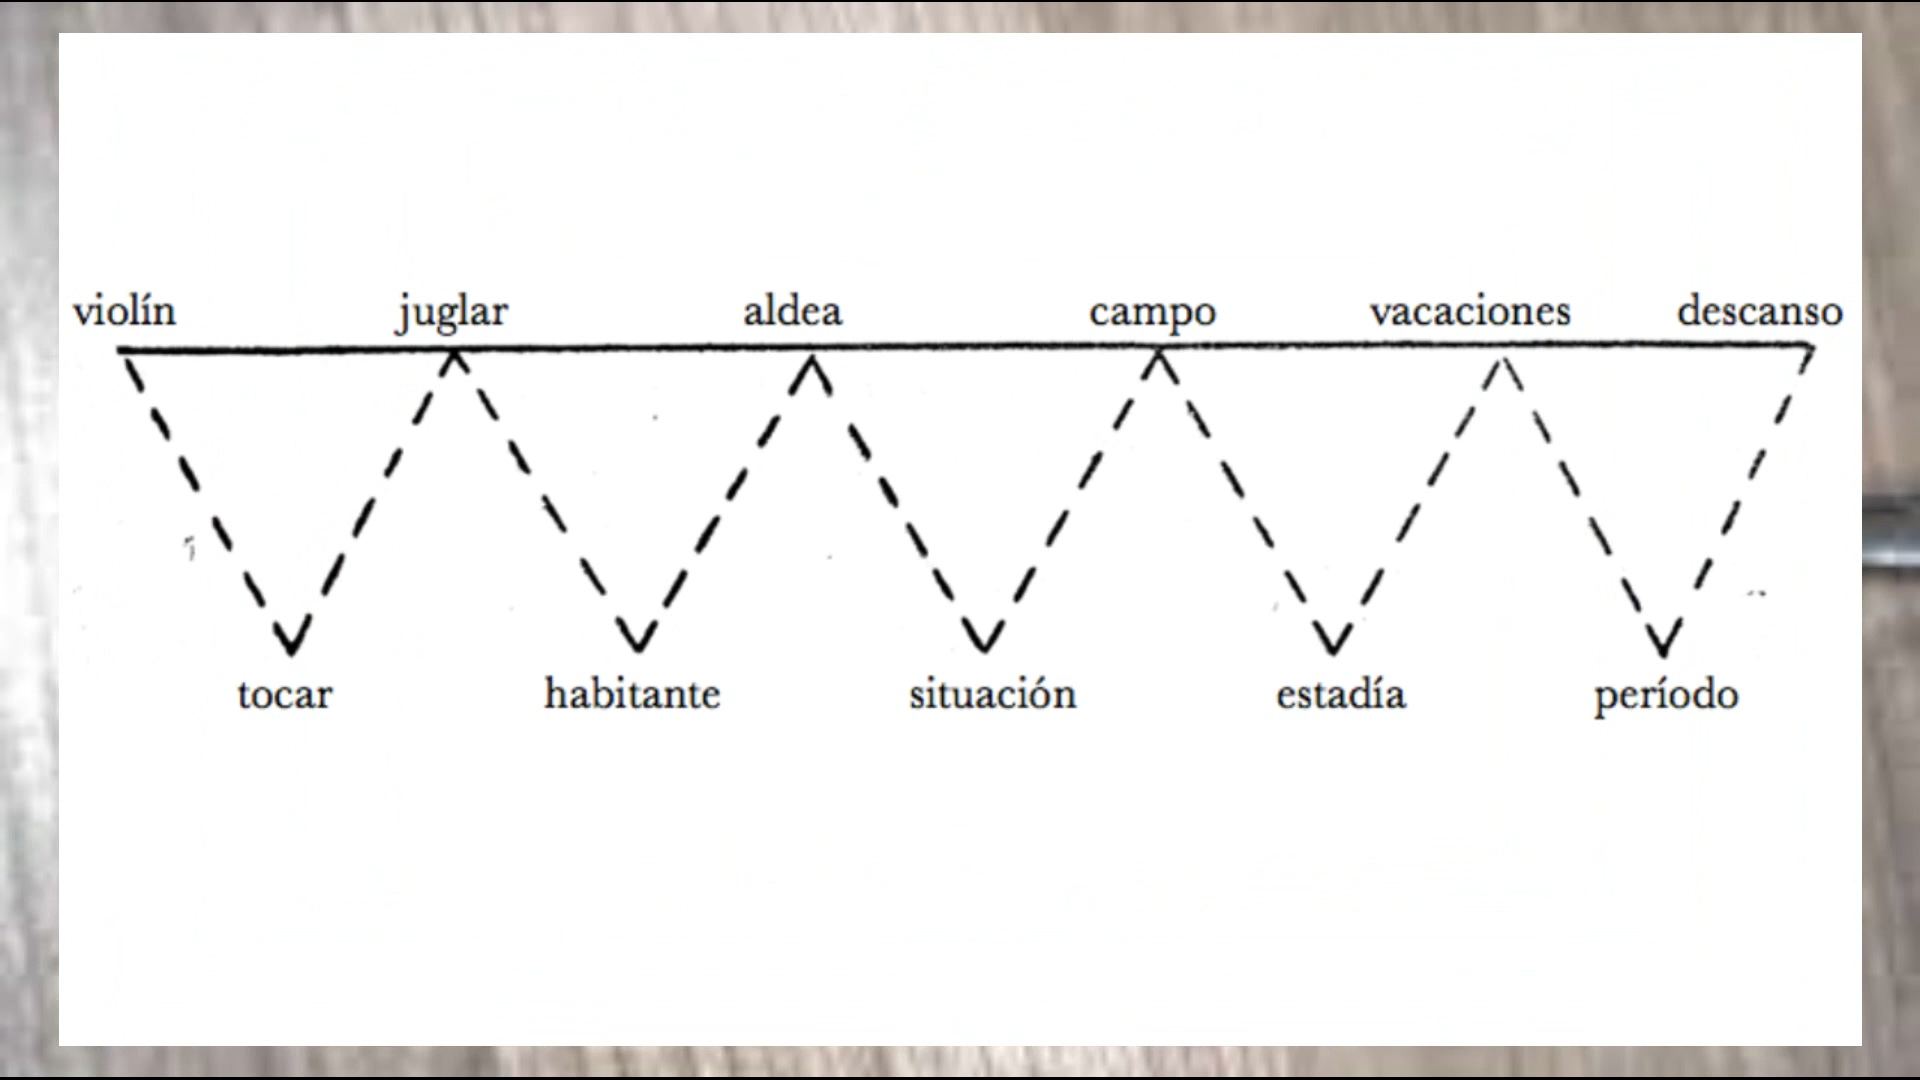 violín juglar aldea campo vacaciones descanso
tocar habitante situación estadía período